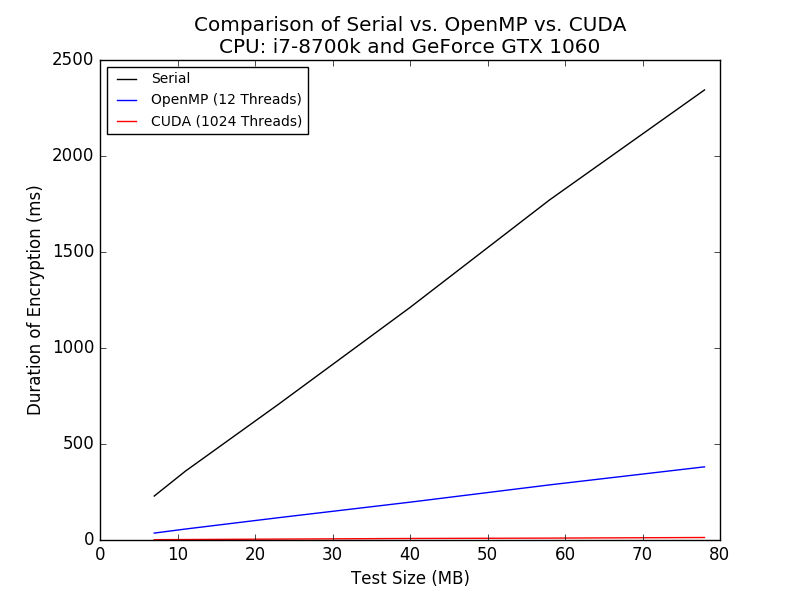 Comparison of Serial vs. OpenMP vs. CUDA
CPU: i7-8700k and GeForce GTX 1060
Serial
OpenMP (12 Threads)
CUDA (1024 Threads)
Duration of Encryption (ms)
2500
2000
1500
1000
500
0
0 10 20 30 40 50 60 70 80
Test Size (MB)